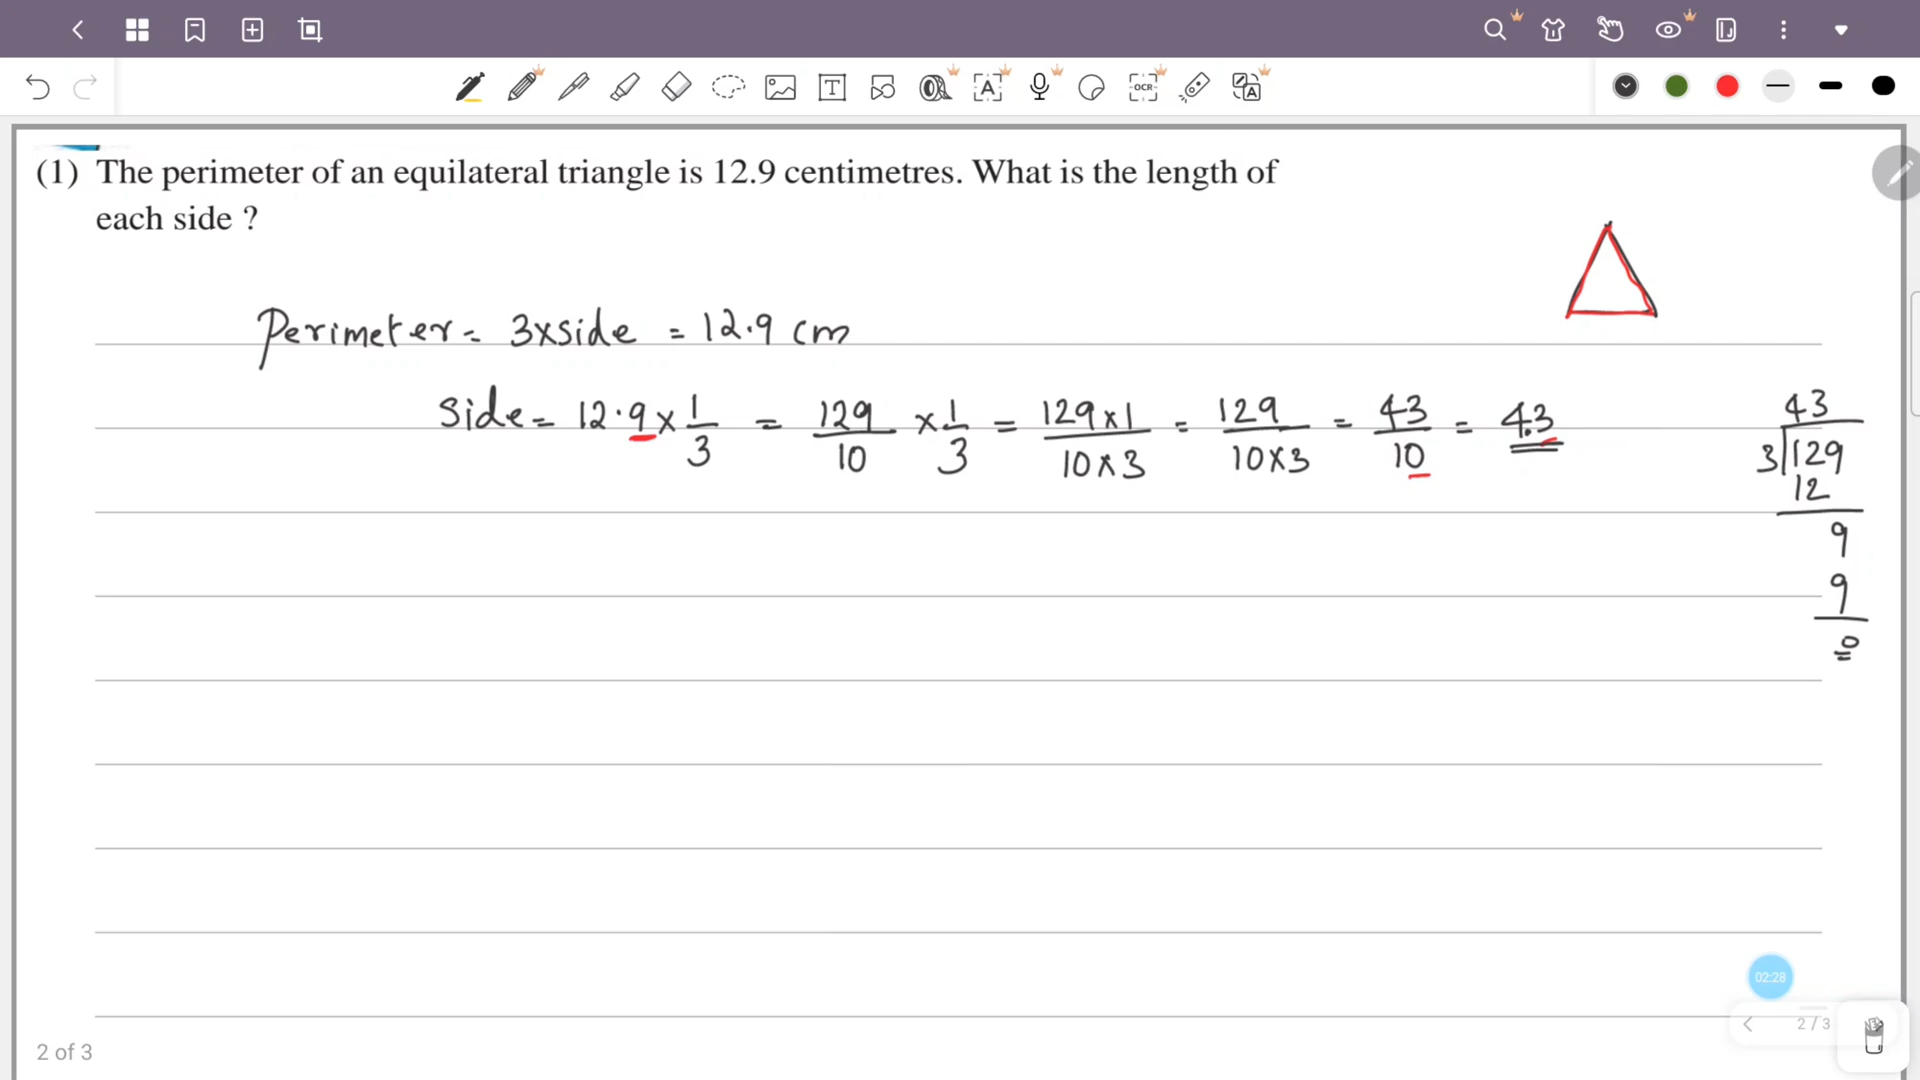 (1) The perimeter of an equilateral triangle is 12.9 centimetres. What is the length of
each side ?
Perimeter = 3xside = 12.9 cm
Side = 12.9 x 1/3 = 129/10 x 1/3 = 129x1/10x3 = 129/10x3 = 43/10 = 4.3
43
3)129
12
9
9
0
02:28
2 / 3
2 of 3
OCR
T
A
A